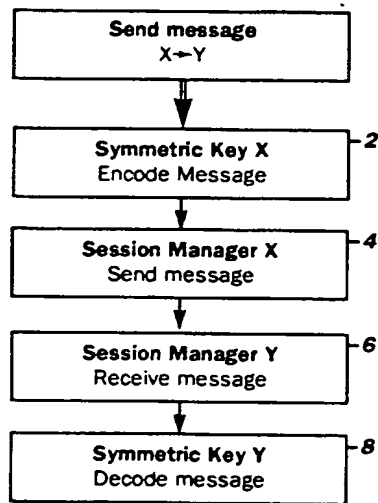 Send message
X→Y
Symmetric Key X
Encode Message
2
Session Manager X
Send message
4
Session Manager Y
Receive message
6
Symmetric Key Y
Decode message
8